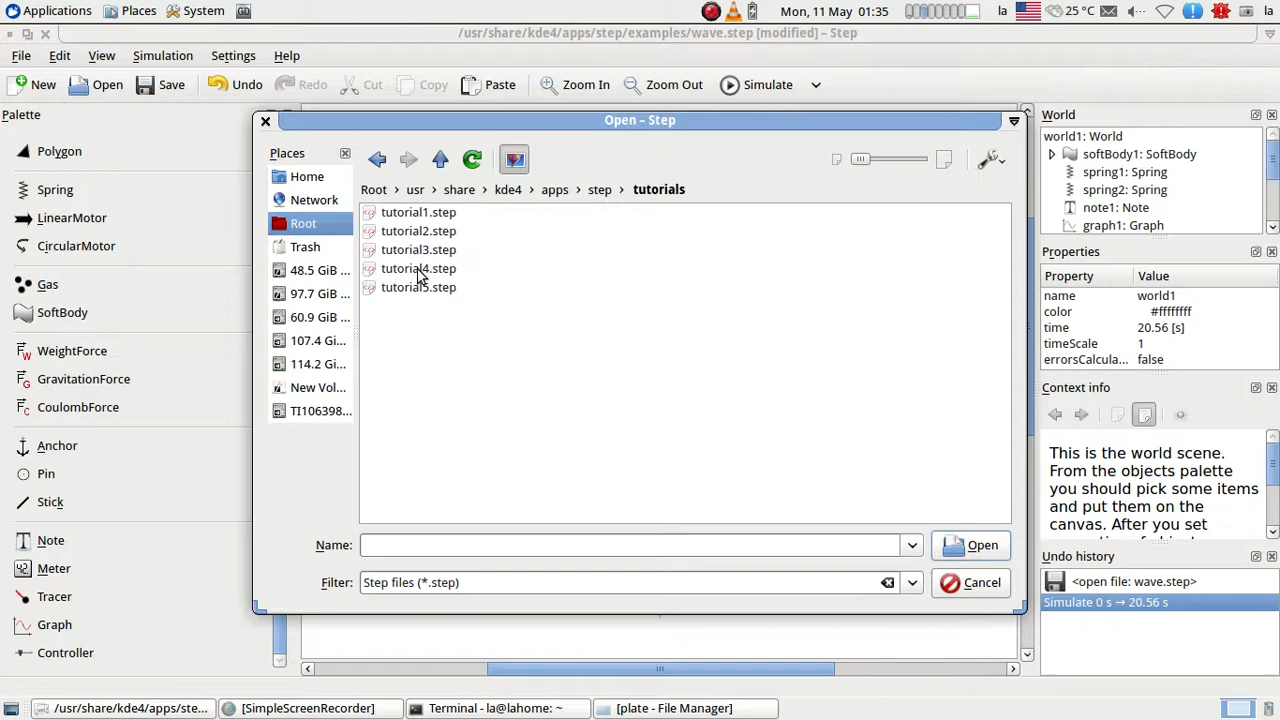 Applications Places System Mon, 11 May 01:35 la 25 °C la
/usr/share/kde4/apps/step/examples/wave.step [modified] – Step
File Edit View Simulation Settings Help
New Open Save Undo Redo Cut Copy Paste Zoom In Zoom Out Simulate
Palette
Polygon
Spring
LinearMotor
CircularMotor
Gas
SoftBody
WeightForce
GravitationForce
CoulombForce
Anchor
Pin
Stick
Note
Meter
Tracer
Graph
Controller
Open – Step
Places
Home
Network
Root
Trash
48.5 GiB ...
97.7 GiB ...
60.9 GiB ...
107.4 Gi...
114.2 Gi...
New Vol...
TI106398...
Root usr share kde4 apps step tutorials
tutorial1.step
tutorial2.step
tutorial3.step
tutorial4.step
tutorial5.step
Name: Open
Filter: Step files (*.step) Cancel
World
world1: World
softBody1: SoftBody
spring1: Spring
spring2: Spring
note1: Note
graph1: Graph
Properties
Property Value
name world1
color #ffffffff
time 20.56 [s]
timeScale 1
errorsCalcula... false
Context info
This is the world scene.
From the objects palette
you should pick some items
and put them on the
canvas. After you set
Undo history
<open file: wave.step>
Simulate 0 s → 20.56 s
/usr/share/kde4/apps/ste... [SimpleScreenRecorder] Terminal - la@lahome: ~ [plate - File Manager]